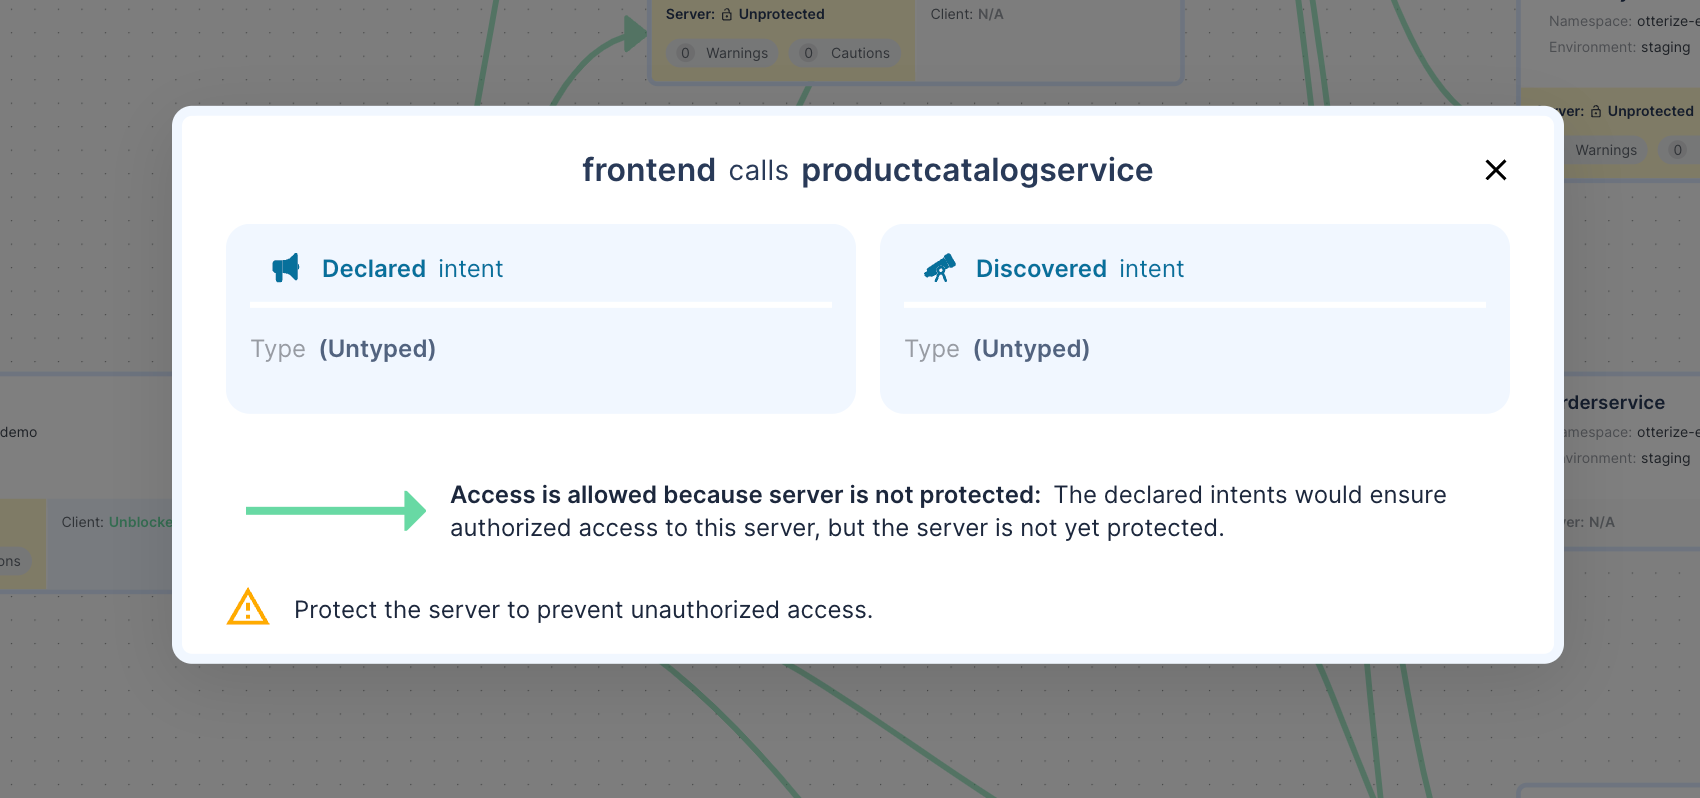 Server: Unprotected
Client: N/A
0 Warnings 0 Cautions
Namespace: otterize-e
Environment: staging
ver: Unprotected
Warnings 0
frontend calls productcatalogservice
Declared intent
Type (Untyped)
Discovered intent
Type (Untyped)
demo
Client: Unblocke
ons
rderservice
amespace: otterize-e
vironment: staging
er: N/A
Access is allowed because server is not protected: The declared intents would ensure
authorized access to this server, but the server is not yet protected.
Protect the server to prevent unauthorized access.